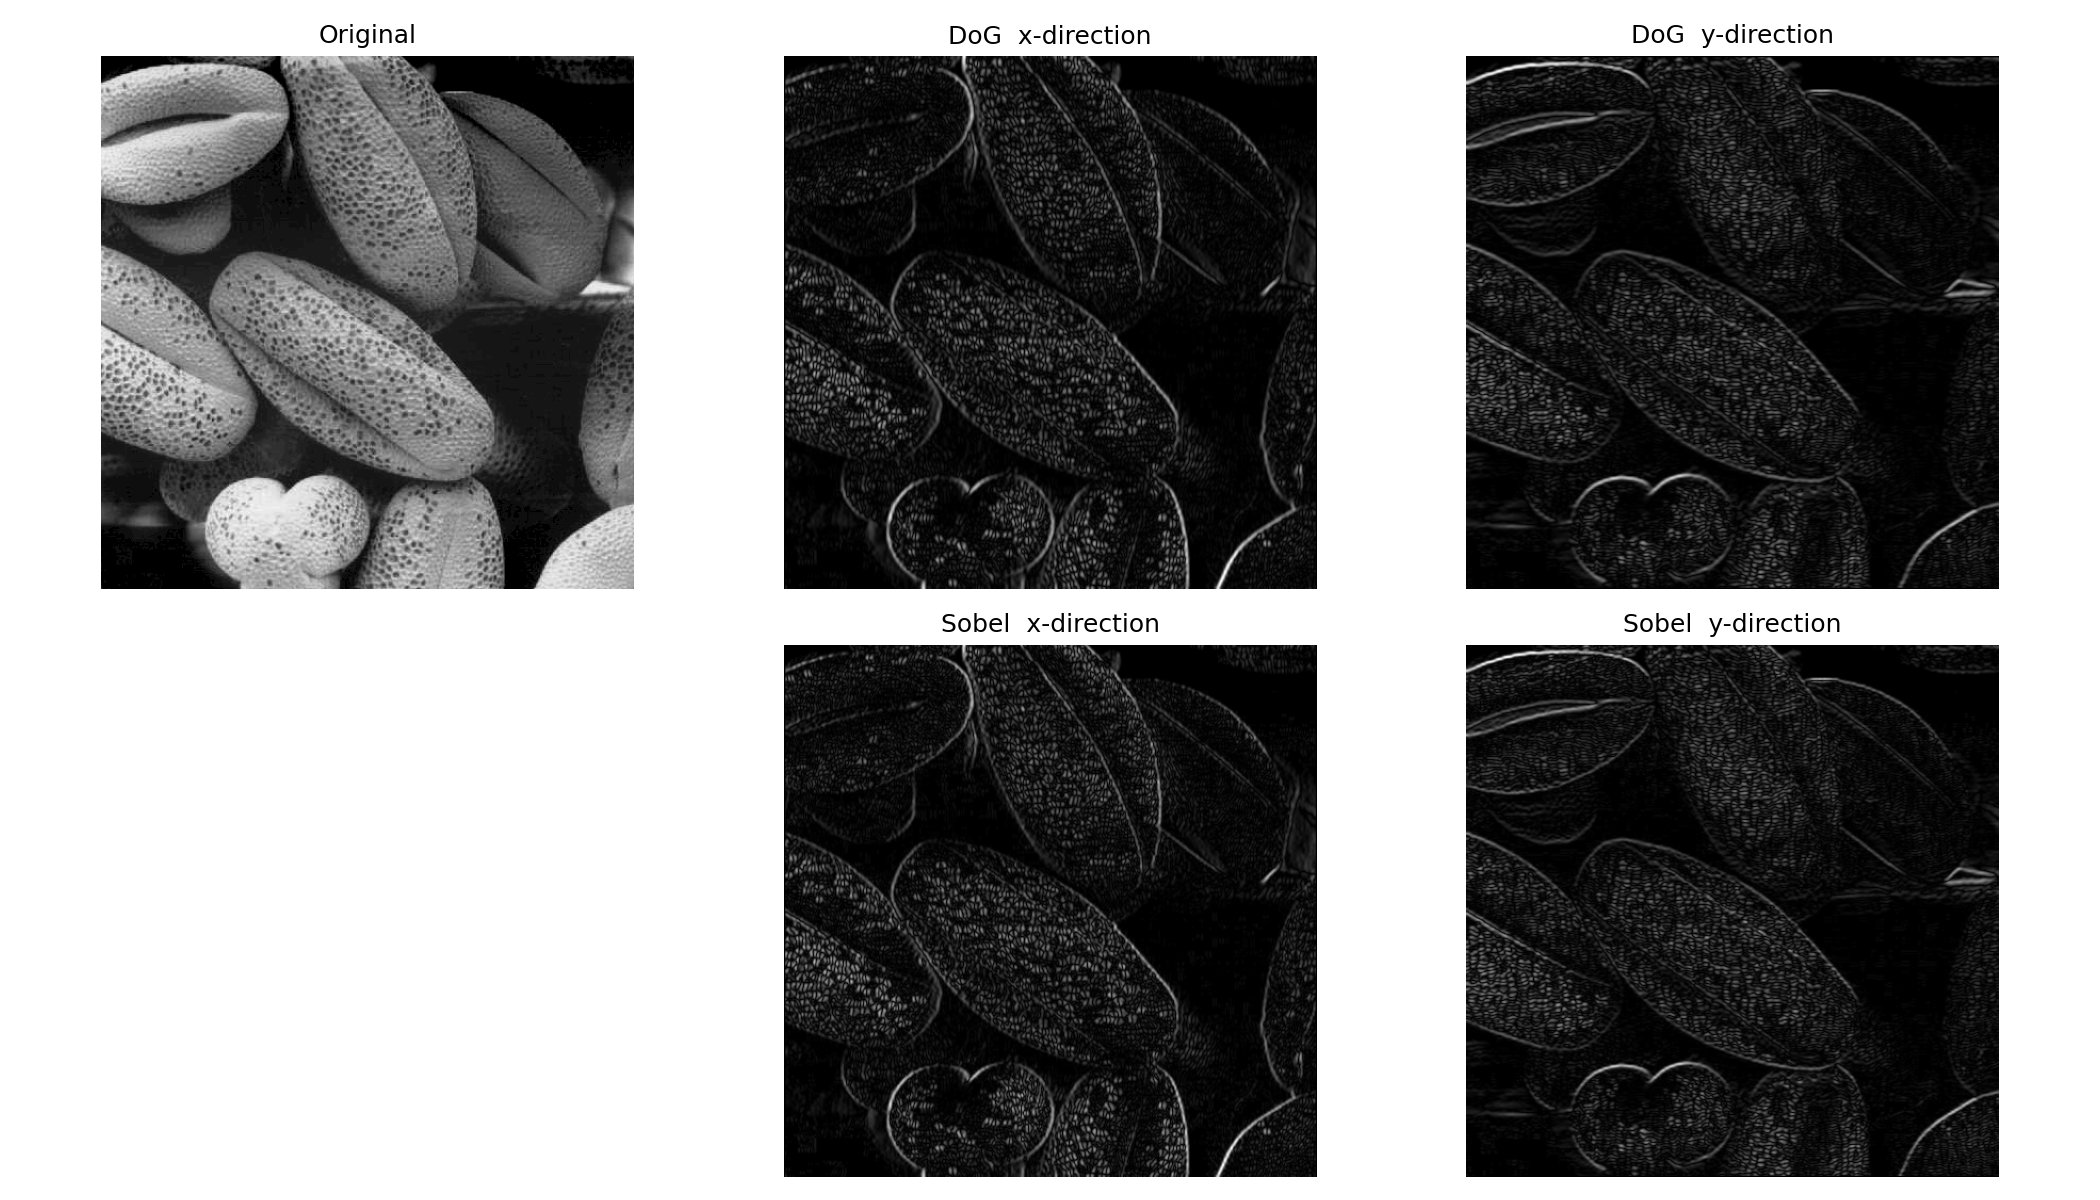 Original
DoG  x-direction
DoG  y-direction
Sobel  x-direction
Sobel  y-direction